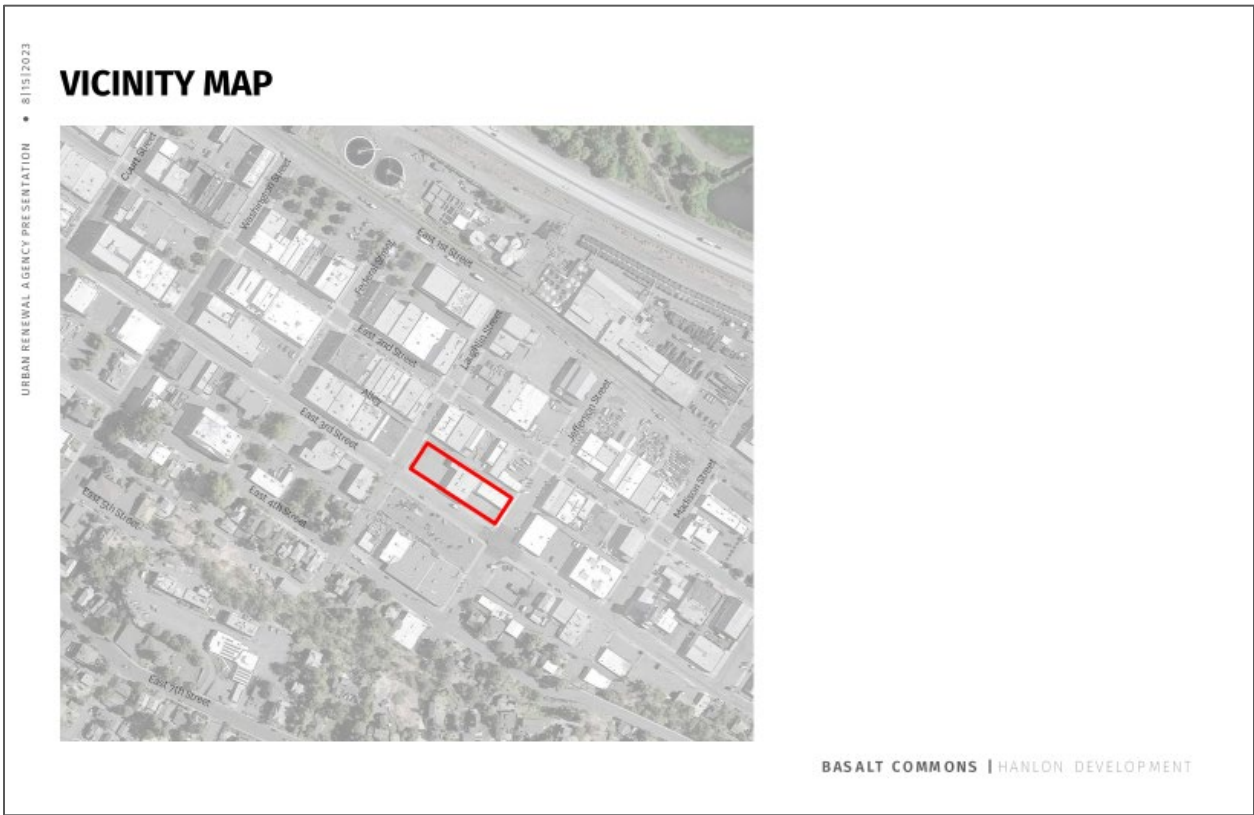 URBAN RENEWAL AGENCY PRESENTATION • 8|15|2023
VICINITY MAP
Court Street
Washington Street
Federal Street
East 1st Street
East 2nd Street
Laughlin Street
Alley
East 3rd Street
Jefferson Street
East 4th Street
East 5th Street
Madison Street
East 7th Street
BASALT COMMONS | HANLON DEVELOPMENT